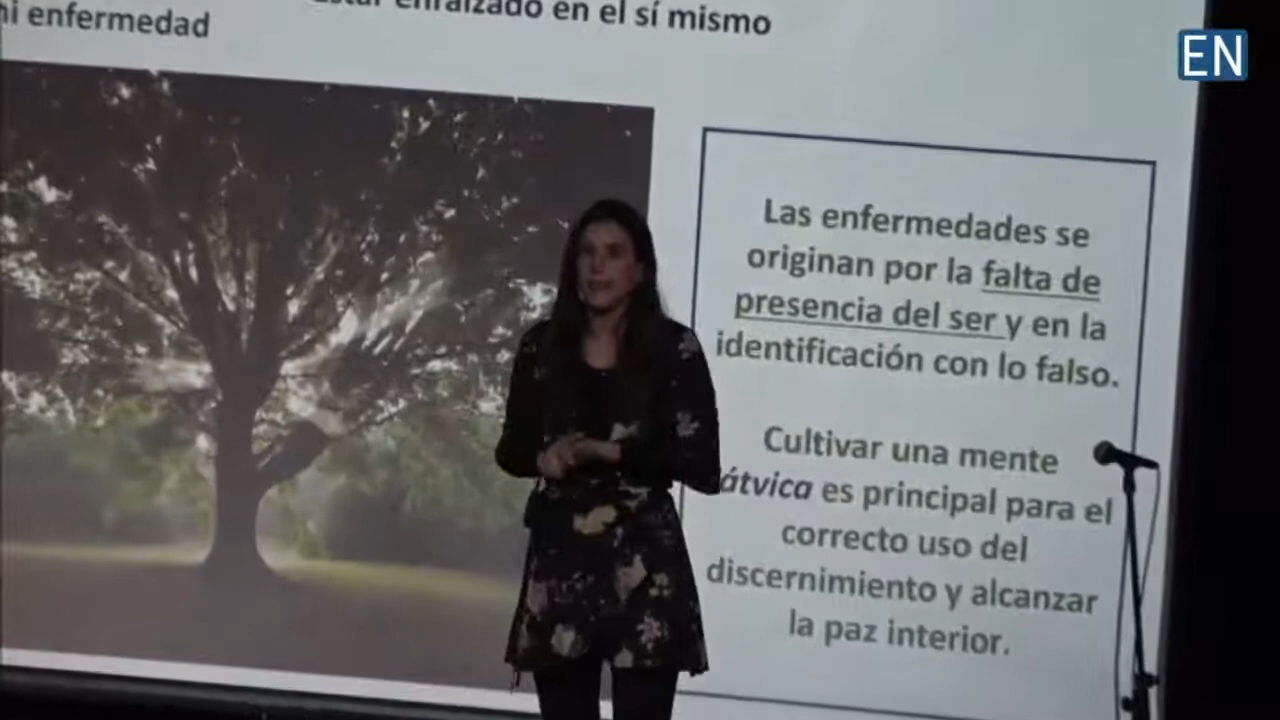 mi enfermedad
enraizado en el sí mismo
EN
Las enfermedades se
originan por la falta de
presencia del ser y en la
identificación con lo falso.
Cultivar una mente
átvica es principal para el
correcto uso del
discernimiento y alcanzar
la paz interior.